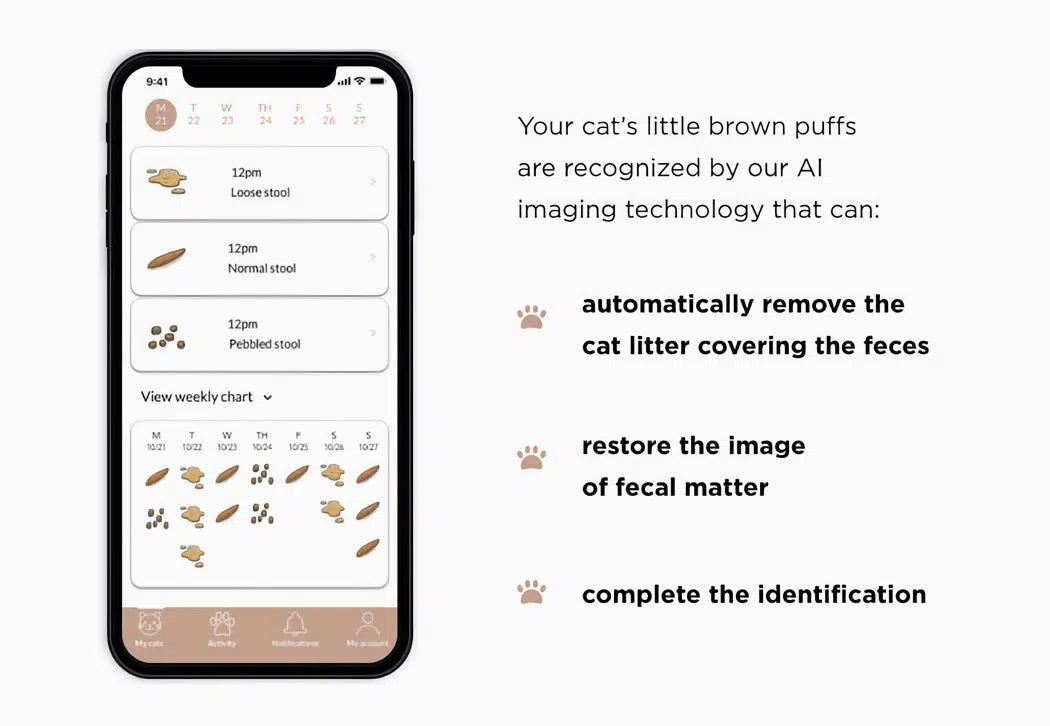 9:41
M T W TH F S S
21 22 23 24 25 26 27
12pm
Loose stool
12pm
Normal stool
12pm
Pebbled stool
View weekly chart
M T W TH F S S
10/21 10/22 10/23 10/24 10/25 10/26 10/27
My cats Activity Notifications My account
Your cat's little brown puffs
are recognized by our AI
imaging technology that can:
automatically remove the
cat litter covering the feces
restore the image
of fecal matter
complete the identification